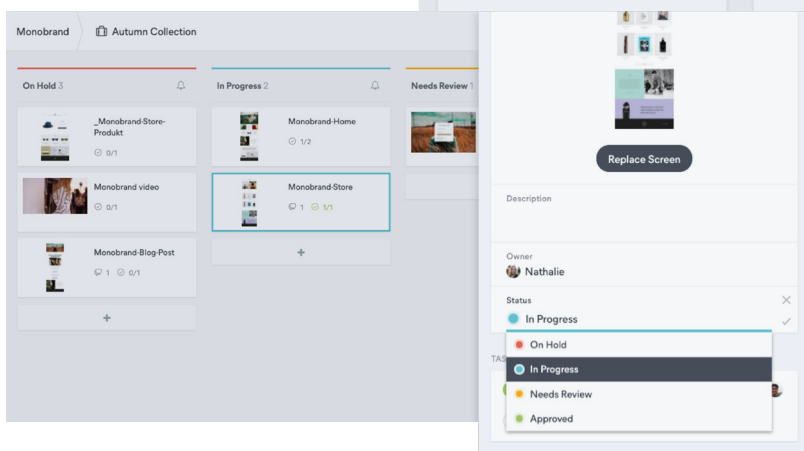 Monobrand
Autumn Collection
On Hold 3
_Monobrand-Store-
Produkt
0/1
Monobrand video
0/1
Monobrand-Blog-Post
1 0/1
+
In Progress 2
Monobrand-Home
1/2
Monobrand-Store
1 1/1
+
Needs Review 1
Replace Screen
Description
Owner
Nathalie
Status
In Progress
On Hold
In Progress
Needs Review
Approved